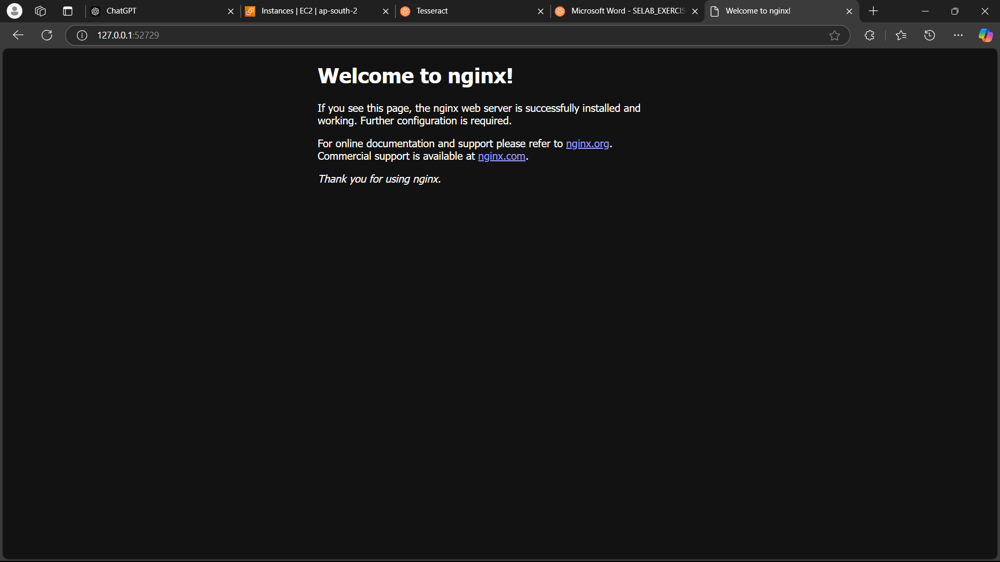 ChatGPT
Instances | EC2 | ap-south-2
Tesseract
Microsoft Word - SELAB_EXERCIS
Welcome to nginx!
127.0.0.1:52729
Welcome to nginx!
If you see this page, the nginx web server is successfully installed and
working. Further configuration is required.
For online documentation and support please refer to nginx.org.
Commercial support is available at nginx.com.
Thank you for using nginx.